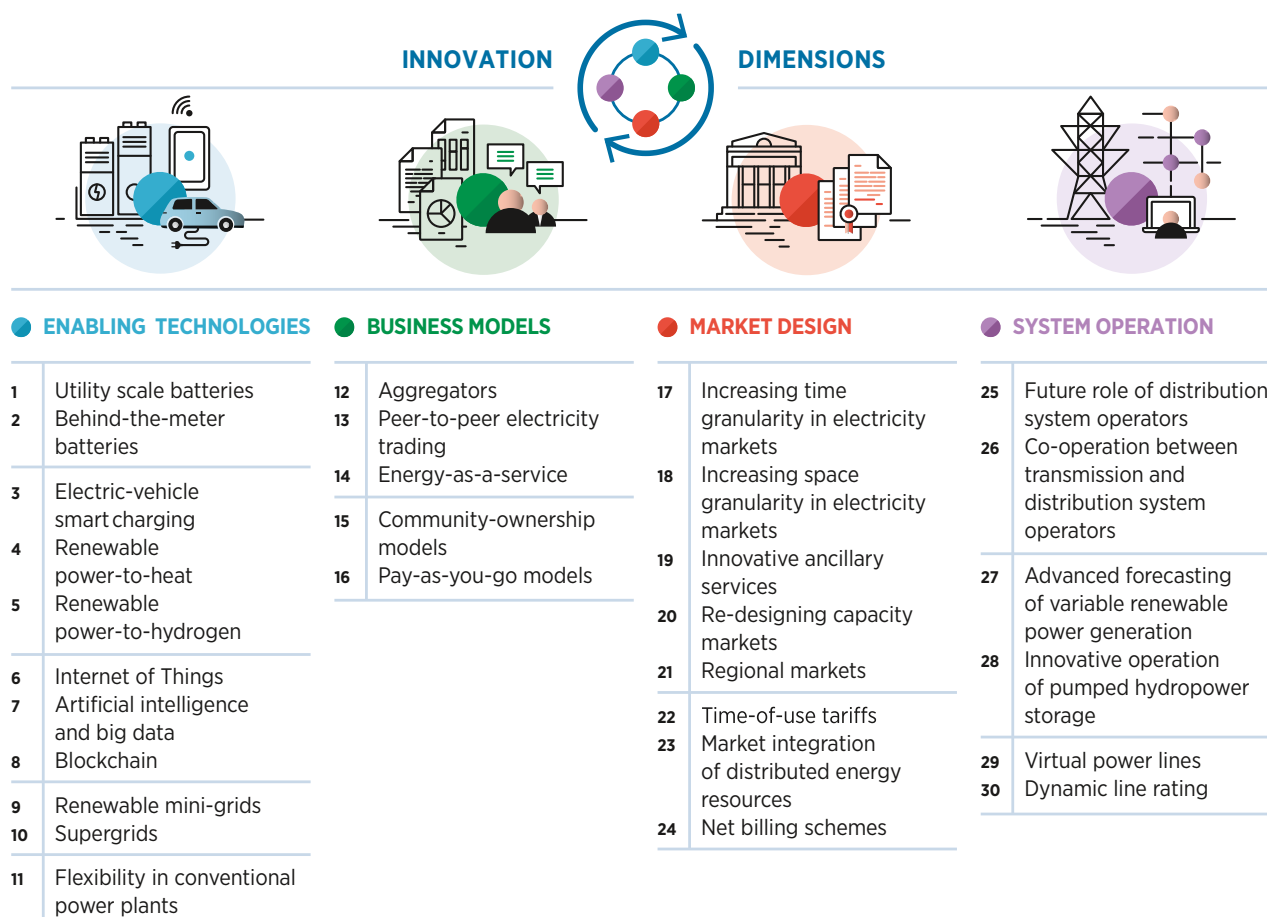 INNOVATION DIMENSIONS
ENABLING TECHNOLOGIES
1 Utility scale batteries
2 Behind-the-meter
batteries
3 Electric-vehicle
smart charging
4 Renewable
power-to-heat
5 Renewable
power-to-hydrogen
6 Internet of Things
7 Artificial intelligence
and big data
8 Blockchain
9 Renewable mini-grids
10 Supergrids
11 Flexibility in conventional
power plants
BUSINESS MODELS
12 Aggregators
13 Peer-to-peer electricity
trading
14 Energy-as-a-service
15 Community-ownership
models
16 Pay-as-you-go models
MARKET DESIGN
17 Increasing time
granularity in electricity
markets
18 Increasing space
granularity in electricity
markets
19 Innovative ancillary
services
20 Re-designing capacity
markets
21 Regional markets
22 Time-of-use tariffs
23 Market integration
of distributed energy
resources
24 Net billing schemes
SYSTEM OPERATION
25 Future role of distribution
system operators
26 Co-operation between
transmission and
distribution system
operators
27 Advanced forecasting
of variable renewable
power generation
28 Innovative operation
of pumped hydropower
storage
29 Virtual power lines
30 Dynamic line rating